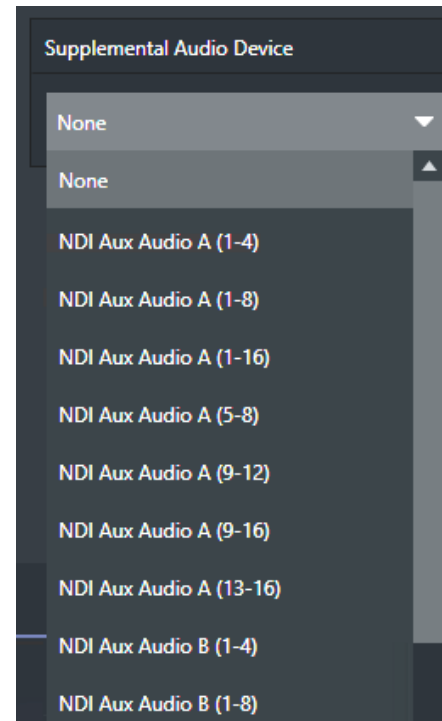 Supplemental Audio Device
None
None
NDI Aux Audio A (1-4)
NDI Aux Audio A (1-8)
NDI Aux Audio A (1-16)
NDI Aux Audio A (5-8)
NDI Aux Audio A (9-12)
NDI Aux Audio A (9-16)
NDI Aux Audio A (13-16)
NDI Aux Audio B (1-4)
NDI Aux Audio B (1-8)